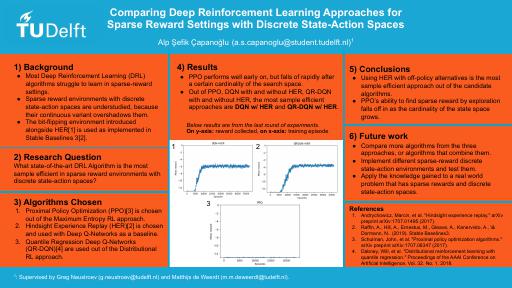 TUDelft
Comparing Deep Reinforcement Learning Approaches for
Sparse Reward Settings with Discrete State-Action Spaces
Alp Şefik Çapanoğlu (a.s.capanoglu@student.tudelft.nl)¹
1) Background
● Most Deep Reinforcement Learning (DRL)
algorithms struggle to learn in sparse-reward
settings.
● Sparse reward environments with discrete
state-action spaces are understudied, because
their continuous variant overshadows them.
● The bit-flipping environment introduced
alongside HER[1] is used as implemented in
Stable Baselines 3[2].
2) Research Question
What state-of-the-art DRL Algorithm is the most
sample efficient in sparse reward settings with
discrete state-action spaces?
3) Algorithms Chosen
1. Proximal Policy Optimization (PPO)[3] is chosen
out of the Maximum Entropy RL approach.
2. Hindsight Experience Replay (HER)[2] is chosen
and used with Deep Q-Networks as a baseline.
3. Quantile Regression Deep Q-Networks
(QR-DON)[4] are used out of the Distributional
RL approach.
4) Results
● PPO performs well early on, but falls of rapidly after
a certain cardinality of the search space.
● Out of PPO, DQN with and without HER, QR-DQN
with and without HER, the most sample efficient
approaches are DQN w/ HER and QR-DQN w/ HER.
Below results are from the last round of experiments.
On y-axis: reward collected, on x-axis: training episode
1
2
3
PPO
5) Conclusions
● Using HER with off-policy alternatives is the most
sample efficient approach out of the candidate
algorithms.
● PPO's ability to find sparse reward by exploration
falls off in as the cardinality of the state space
grows.
6) Future work
● Compare more algorithms from the three
approaches, or algorithms that combine them.
● Implement different sparse-reward discrete
state-space environments.
● Apply the knowledge gained to a real world
problem that has sparse rewards and discrete
state-action spaces.
References
1. Andrychowicz, Marcin, et al. "Hindsight experience replay." arXiv
preprint arXiv:1707.01495 (2017).
2. Raffin, A., Hill, A., Ernestus, M., Gleave, A., Kanervisto, A., \&
Dormann, N. (2019). Stable Baselines3.
3. Schulman, John, et al. "Proximal policy optimization algorithms."
arXiv preprint arXiv:1707.06347 (2017).
4. Dabney, Will, et al. "Distributional reinforcement learning
with quantile regression." Proceedings of the AAAI Conference on
Artificial Intelligence. Vol. 32. No. 1. 2018.
¹: Supervised by Greg Neustroev (g.neustroev@tudelft.nl) and Mathijs de Weerdt (m.m.deweerdt@tudelft.nl).